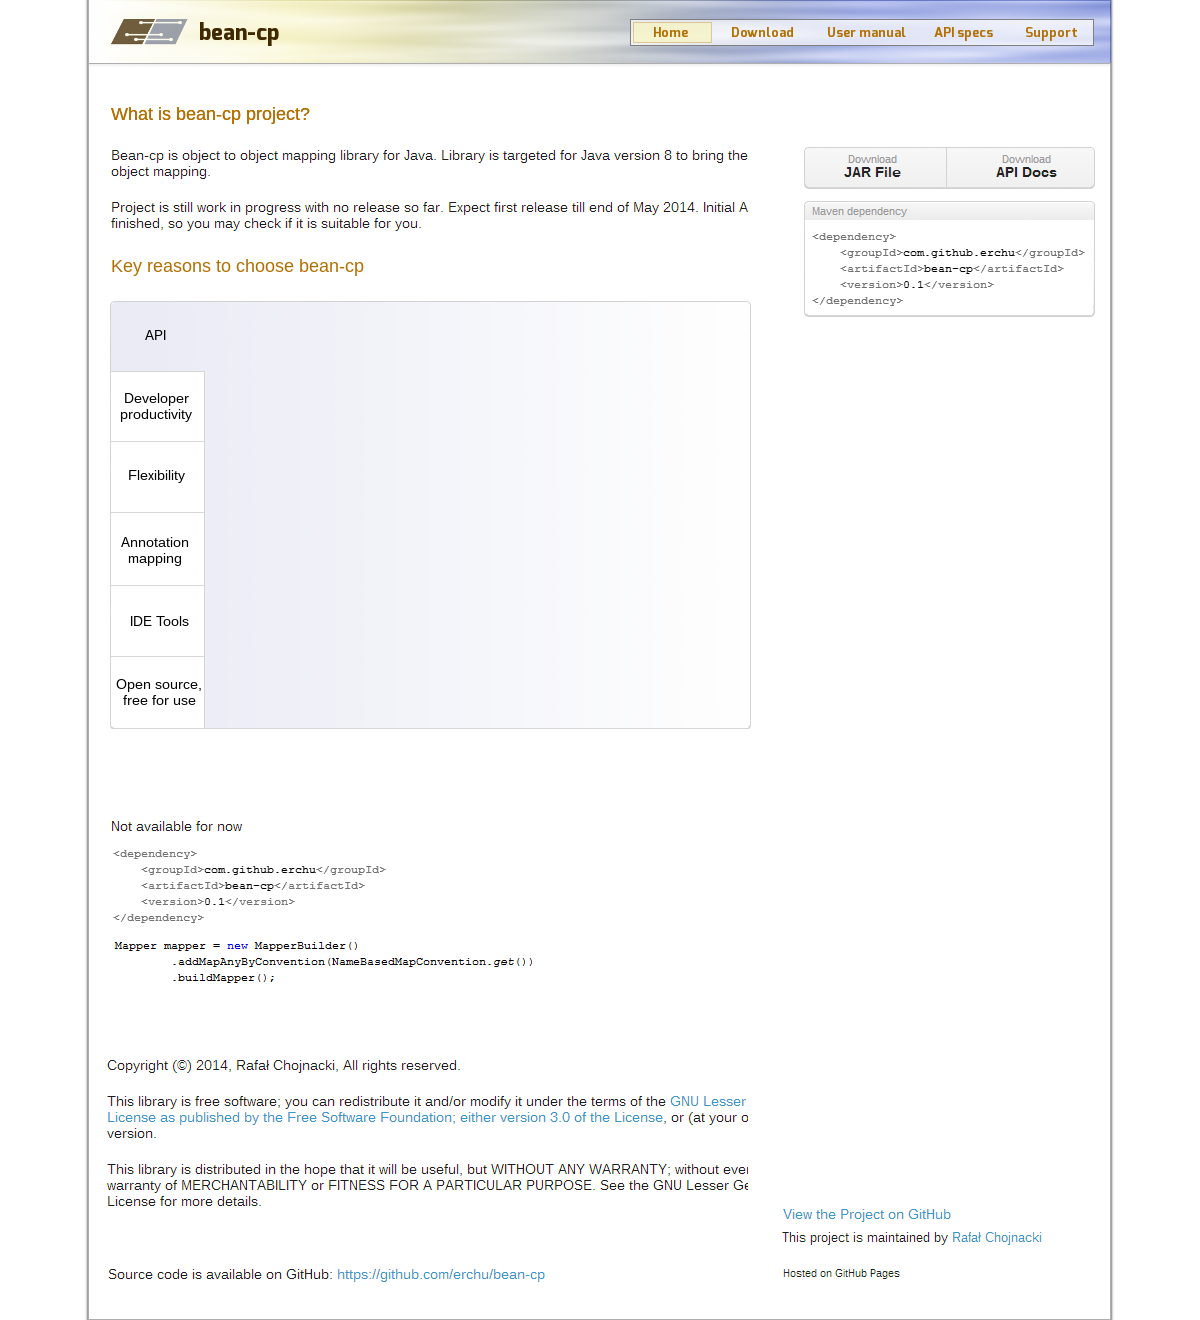 bean-cp
Home Download User manual API specs Support
What is bean-cp project?
Bean-cp is object to object mapping library for Java. Library is targeted for Java version 8 to bring the
object mapping.
Project is still work in progress with no release so far. Expect first release till end of May 2014. Initial A
finished, so you may check if it is suitable for you.
Key reasons to choose bean-cp
API
Developer
productivity
Flexibility
Annotation
mapping
IDE Tools
Open source,
free for use
Download
JAR File
Download
API Docs
Maven dependency
<dependency>
<groupId>com.github.erchu</groupId>
<artifactId>bean-cp</artifactId>
<version>0.1</version>
</dependency>
Not available for now
<dependency>
<groupId>com.github.erchu</groupId>
<artifactId>bean-cp</artifactId>
<version>0.1</version>
</dependency>
Mapper mapper = new MapperBuilder()
.addMapAnyByConvention(NameBasedMapConvention.get())
.buildMapper();
Copyright (©) 2014, Rafał Chojnacki, All rights reserved.
This library is free software; you can redistribute it and/or modify it under the terms of the GNU Lesser
License as published by the Free Software Foundation; either version 3.0 of the License, or (at your o
version.
This library is distributed in the hope that it will be useful, but WITHOUT ANY WARRANTY; without ever
warranty of MERCHANTABILITY or FITNESS FOR A PARTICULAR PURPOSE. See the GNU Lesser Ge
License for more details.
Source code is available on GitHub: https://github.com/erchu/bean-cp
View the Project on GitHub
This project is maintained by Rafał Chojnacki
Hosted on GitHub Pages